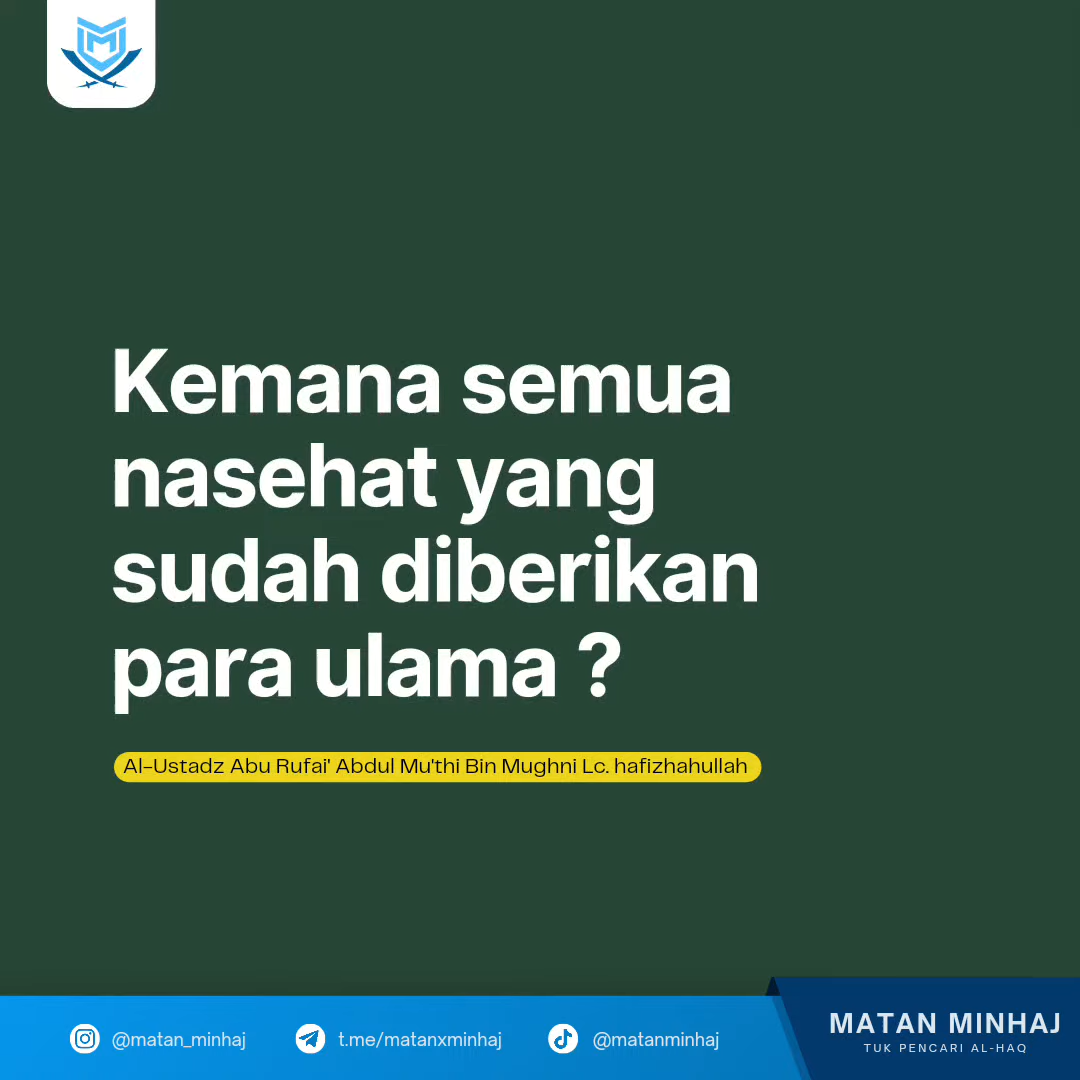 Kemana semua
nasehat yang
sudah diberikan
para ulama ?
Al-Ustadz Abu Rufai' Abdul Mu'thi Bin Mughni Lc. hafizhahullah
@matan_minhaj
t.me/matanxminhaj
@matanminhaj
MATAN MINHAJ
TUK PENCARI AL-HAQ